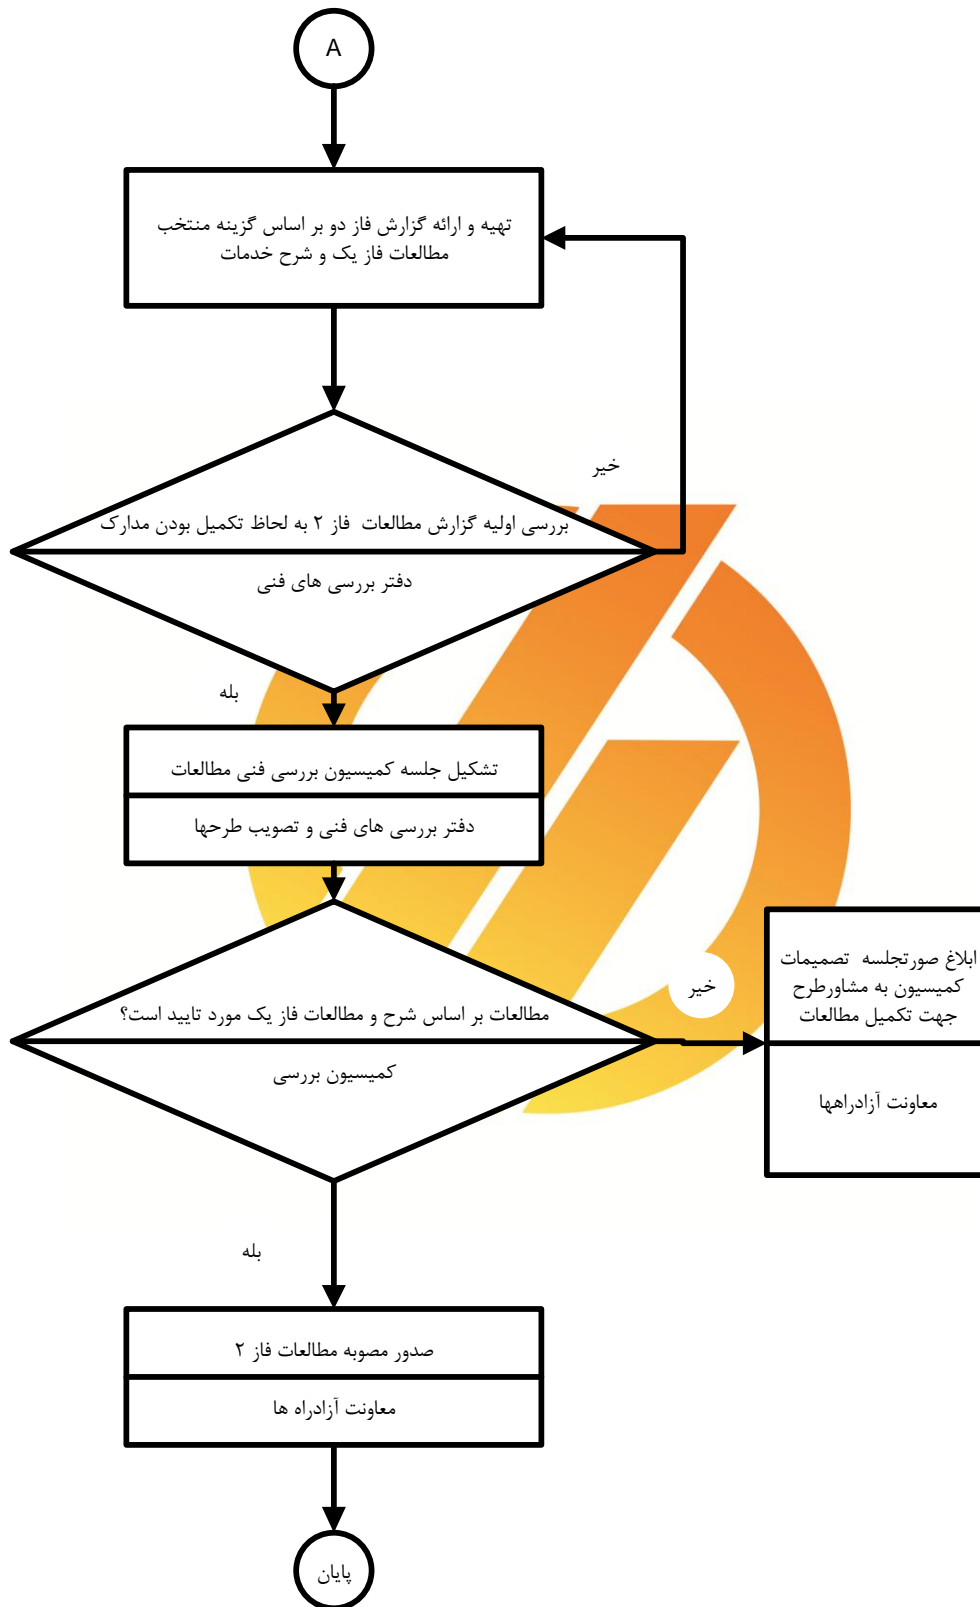 A
تهیه و ارائه گزارش فاز دو بر اساس گزینه منتخب
مطالعات فاز یک و شرح خدمات
خیر
بررسی اولیه گزارش مطالعات فاز ۲ به لحاظ تکمیل بودن مدارک
دفتر بررسی های فنی
بله
تشکیل جلسه کمیسیون بررسی فنی مطالعات
دفتر بررسی های فنی و تصویب طرحها
مطالعات بر اساس شرح و مطالعات فاز یک مورد تایید است؟
کمیسیون بررسی
خیر
ابلاغ صورتجلسه تصمیمات
کمیسیون به مشاورطرح
جهت تکمیل مطالعات
معاونت آزادراهها
بله
صدور مصوبه مطالعات فاز ۲
معاونت آزادراه ها
پایان